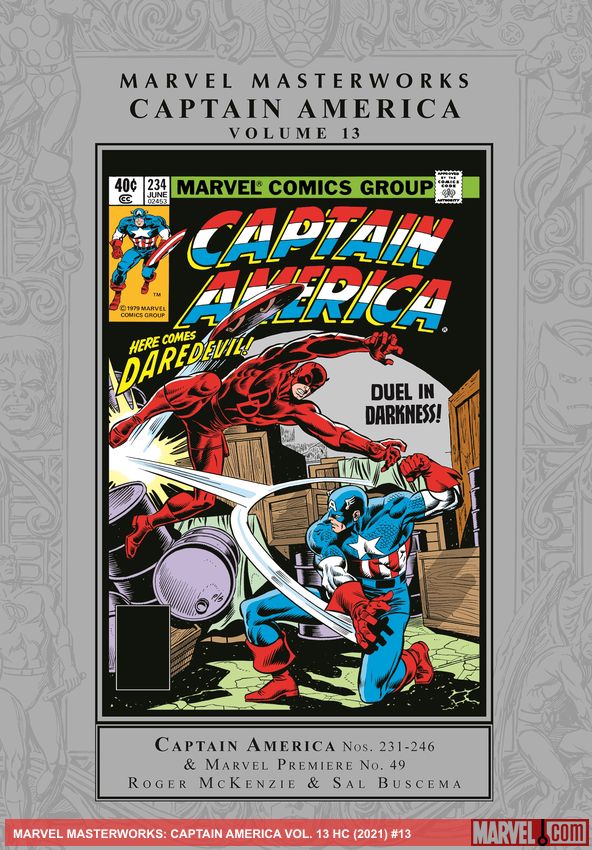 MARVEL MASTERWORKS
CAPTAIN AMERICA
VOLUME 13
40¢
CC
234
JUNE
02453
MARVEL® COMICS GROUP
APPROVED
BY THE
COMICS
CODE
AUTHORITY
CAPTAIN
AMERICA®
TM
© 1979 MARVEL
COMICS GROUP
HERE COMES
DAREDEVIL!
DUEL IN
DARKNESS!
CAPTAIN AMERICA NOS. 231-246
& MARVEL PREMIERE NO. 49
ROGER MCKENZIE & SAL BUSCEMA
MARVEL MASTERWORKS: CAPTAIN AMERICA VOL. 13 HC (2021) #13
MARVEL.COM